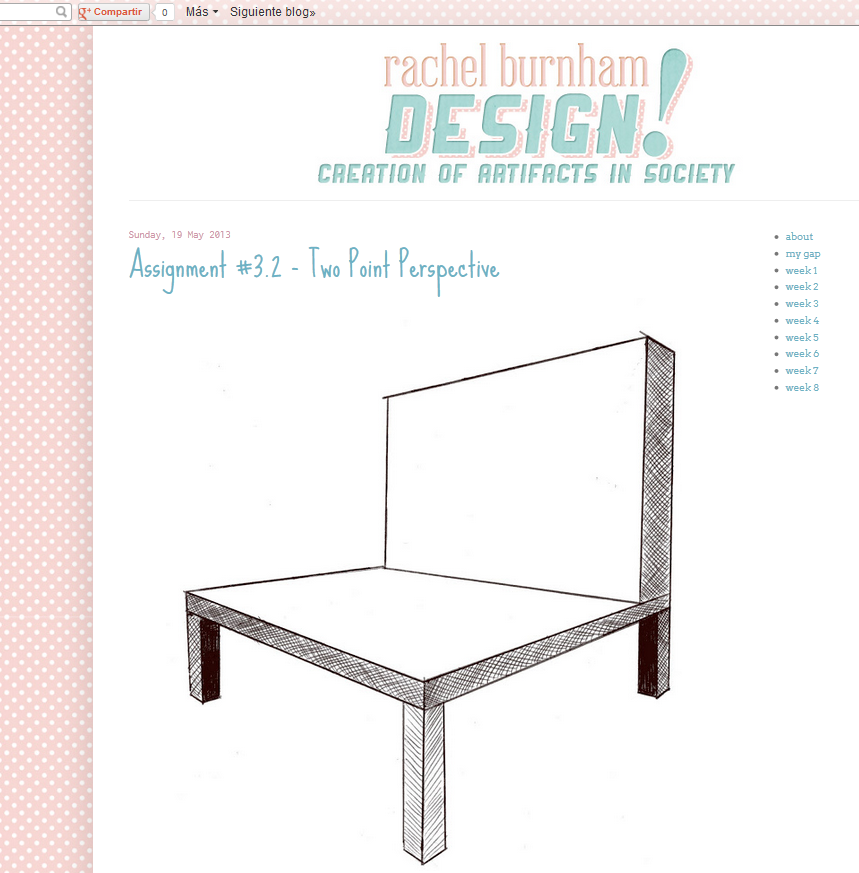 Compartir 0 Más Siguiente blog»
rachel burnham
DESIGN!
CREATION OF ARTIFACTS IN SOCIETY
Sunday, 19 May 2013
Assignment #3.2 - Two Point Perspective
about
my gap
week 1
week 2
week 3
week 4
week 5
week 6
week 7
week 8